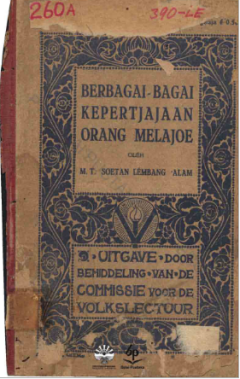 260A
390-LE
BERBAGAI-BAGAI
KEPERTJAJAAN
ORANG MELAJOE
OLEH
M. T. SOETAN LEMBANG ALAM
UITGAVE · DOOR
BEMIDDELING · VAN · DE
COMMISSIE VOOR DE
VOLKSLECTUUR